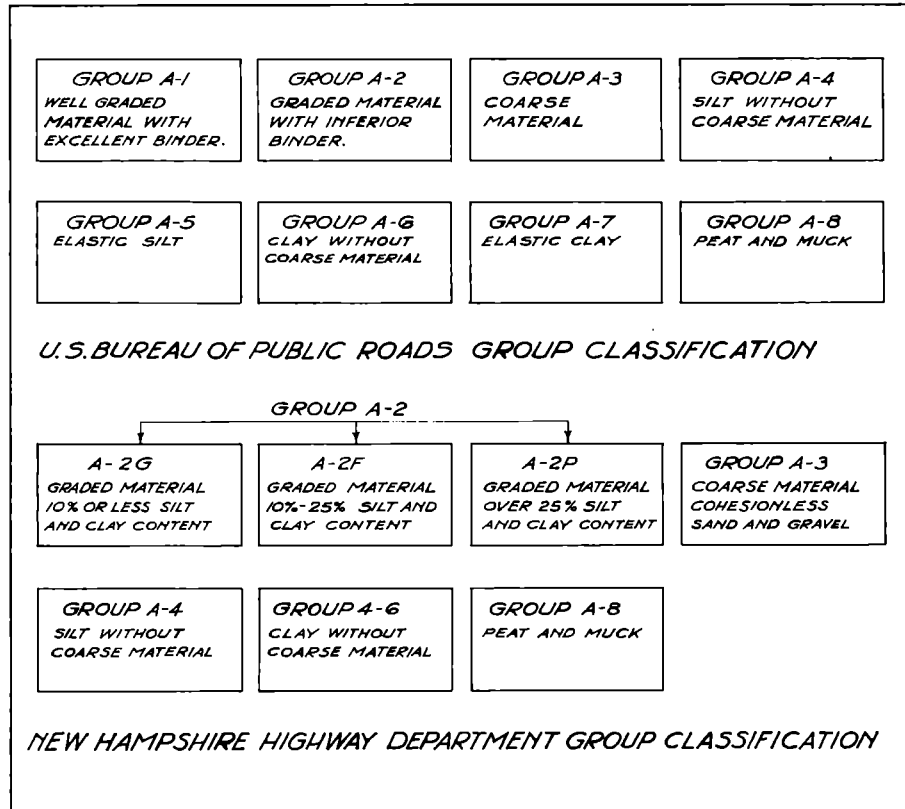 GROUP A-1
WELL GRADED
MATERIAL WITH
EXCELLENT BINDER.
GROUP A-2
GRADED MATERIAL
WITH INFERIOR
BINDER.
GROUP A-3
COARSE
MATERIAL
GROUP A-4
SILT WITHOUT
COARSE MATERIAL
GROUP A-5
ELASTIC SILT
GROUP A-6
CLAY WITHOUT
COARSE MATERIAL
GROUP A-7
ELASTIC CLAY
GROUP A-8
PEAT AND MUCK
U.S. BUREAU OF PUBLIC ROADS GROUP CLASSIFICATION
GROUP A-2
A-2G
GRADED MATERIAL
10% OR LESS SILT
AND CLAY CONTENT
A-2F
GRADED MATERIAL
10%-25% SILT AND
CLAY CONTENT
A-2P
GRADED MATERIAL
OVER 25% SILT
AND CLAY CONTENT
GROUP A-3
COARSE MATERIAL
COHESIONLESS
SAND AND GRAVEL
GROUP A-4
SILT WITHOUT
COARSE MATERIAL
GROUP 4-6
CLAY WITHOUT
COARSE MATERIAL
GROUP A-8
PEAT AND MUCK
NEW HAMPSHIRE HIGHWAY DEPARTMENT GROUP CLASSIFICATION